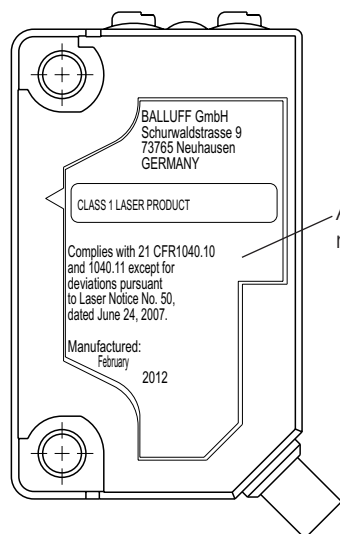 BALLUFF GmbH
Schurwaldstrasse 9
73765 Neuhausen
GERMANY
CLASS 1 LASER PRODUCT
Complies with 21 CFR1040.10
and 1040.11 except for
deviations pursuant
to Laser Notice No. 50,
dated June 24, 2007.
Manufactured:
February
2012